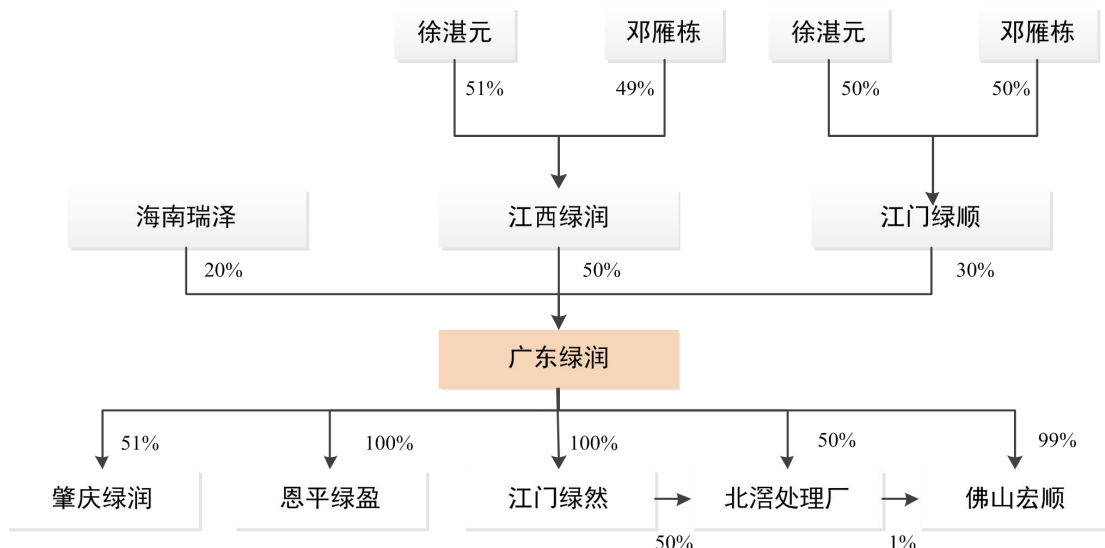 徐湛元
邓雁栋
徐湛元
邓雁栋
51%
49%
50%
50%
海南瑞泽
江西绿润
江门绿顺
20%
50%
30%
广东绿润
51%
100%
100%
50%
99%
肇庆绿润
恩平绿盈
江门绿然
北滘处理厂
佛山宏顺
50%
1%